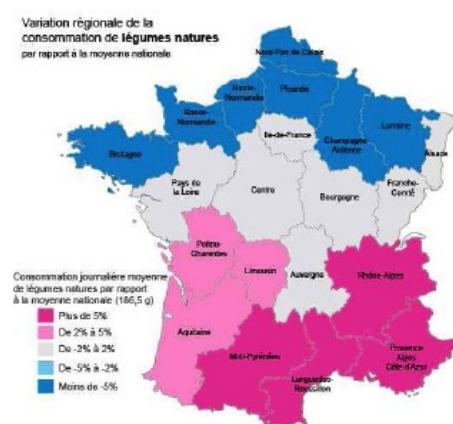 Variation régionale de la
consommation de légumes natures
par rapport à la moyenne nationale
Nord-Pas de Calais
Haute-
Normandie
Picardie
Basse-
Normandie
Ile-de-France
Champagne
Ardenne
Lorraine
Alsace
Bretagne
Pays de
la Loire
Centre
Bourgogne
Franche-
Comté
Poitou-
Charentes
Limousin
Auvergne
Rhône-Alpes
Aquitaine
Midi-Pyrénées
Languedoc-
Roussillon
Provence
Alpes
Côte d'Azur
Consommation journalière moyenne
de légumes natures par rapport
à la moyenne nationale (186,5 g)
Plus de 5%
De 2% à 5%
De -2% à 2%
De -5% à -2%
Moins de -5%